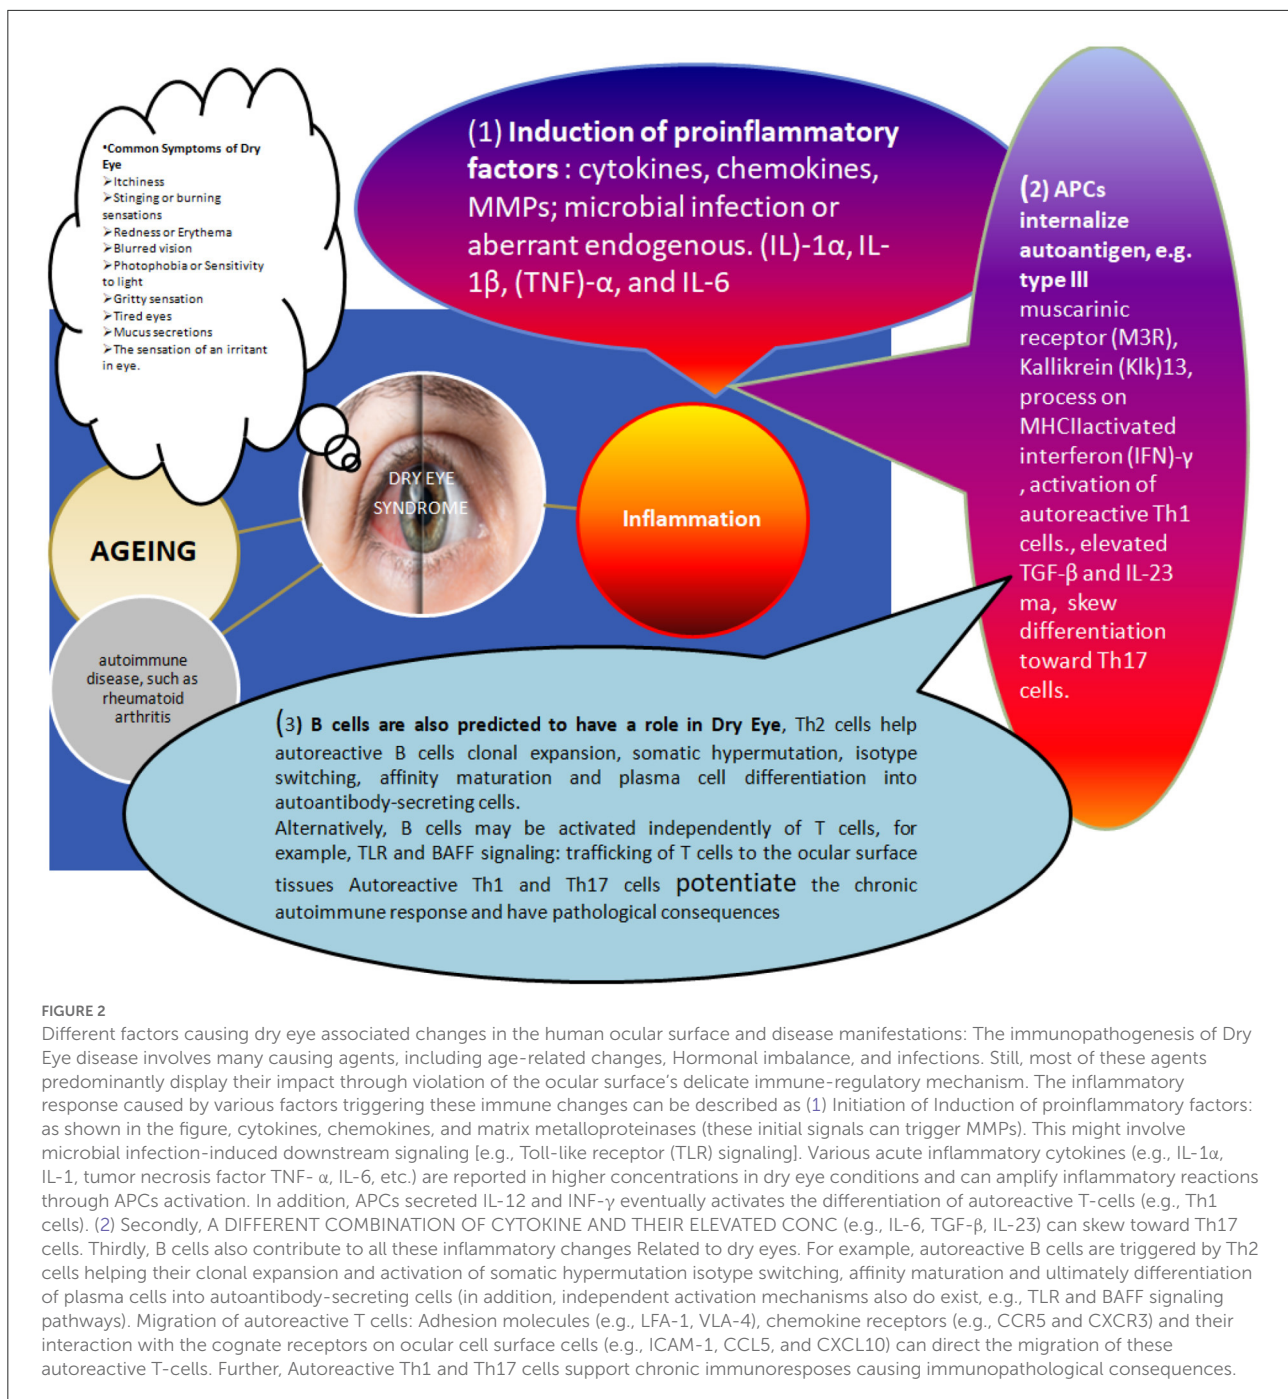 •Common Symptoms of Dry
Eye
➢Itchiness
➢Stinging or burning
sensations
➢Redness or Erythema
➢Blurred vision
➢Photophobia or Sensitivity
to light
➢Gritty sensation
➢Tired eyes
➢Mucus secretions
➢The sensation of an irritant
in eye.
(1) Induction of proinflammatory
factors : cytokines, chemokines,
MMPs; microbial infection or
aberrant endogenous. (IL)-1α, IL-
1β, (TNF)-α, and IL-6
(2) APCs
internalize
autoantigen, e.g.
type III
muscarinic
receptor (M3R),
Kallikrein (Klk)13,
process on
MHCIIactivated
interferon (IFN)-γ
, activation of
autoreactive Th1
cells., elevated
TGF-β and IL-23
ma, skew
differentiation
toward Th17
cells.
DRY EYE
SYNDROME
Inflammation
AGEING
autoimmune
disease, such as
rheumatoid
arthritis
(3) B cells are also predicted to have a role in Dry Eye, Th2 cells help
autoreactive B cells clonal expansion, somatic hypermutation, isotype
switching, affinity maturation and plasma cell differentiation into
autoantibody-secreting cells.
Alternatively, B cells may be activated independently of T cells, for
example, TLR and BAFF signaling: trafficking of T cells to the ocular surface
tissues Autoreactive Th1 and Th17 cells potentiate the chronic
autoimmune response and have pathological consequences
FIGURE 2
Different factors causing dry eye associated changes in the human ocular surface and disease manifestations: The immunopathogenesis of Dry
Eye disease involves many causing agents, including age-related changes, Hormonal imbalance, and infections. Still, most of these agents
predominantly display their impact through violation of the ocular surface's delicate immune-regulatory mechanism. The inflammatory
response caused by various factors triggering these immune changes can be described as (1) Initiation of Induction of proinflammatory factors:
as shown in the figure, cytokines, chemokines, and matrix metalloproteinases (these initial signals can trigger MMPs). This might involve
microbial infection-induced downstream signaling [e.g., Toll-like receptor (TLR) signaling]. Various acute inflammatory cytokines (e.g., IL-1α,
IL-1, tumor necrosis factor TNF- α, IL-6, etc.) are reported in higher concentrations in dry eye conditions and can amplify inflammatory reactions
through APCs activation. In addition, APCs secreted IL-12 and INF-γ eventually activates the differentiation of autoreactive T-cells (e.g., Th1
cells). (2) Secondly, A DIFFERENT COMBINATION OF CYTOKINE AND THEIR ELEVATED CONC (e.g., IL-6, TGF-β, IL-23) can skew toward Th17
cells. Thirdly, B cells also contribute to all these inflammatory changes Related to dry eyes. For example, autoreactive B cells are triggered by Th2
cells helping their clonal expansion and activation of somatic hypermutation isotype switching, affinity maturation and ultimately differentiation
of plasma cells into autoantibody-secreting cells (in addition, independent activation mechanisms also do exist, e.g., TLR and BAFF signaling
pathways). Migration of autoreactive T cells: Adhesion molecules (e.g., LFA-1, VLA-4), chemokine receptors (e.g., CCR5 and CXCR3) and their
interaction with the cognate receptors on ocular cell surface cells (e.g., ICAM-1, CCL5, and CXCL10) can direct the migration of these
autoreactive T-cells. Further, Autoreactive Th1 and Th17 cells support chronic immunoresposes causing immunopathological consequences.